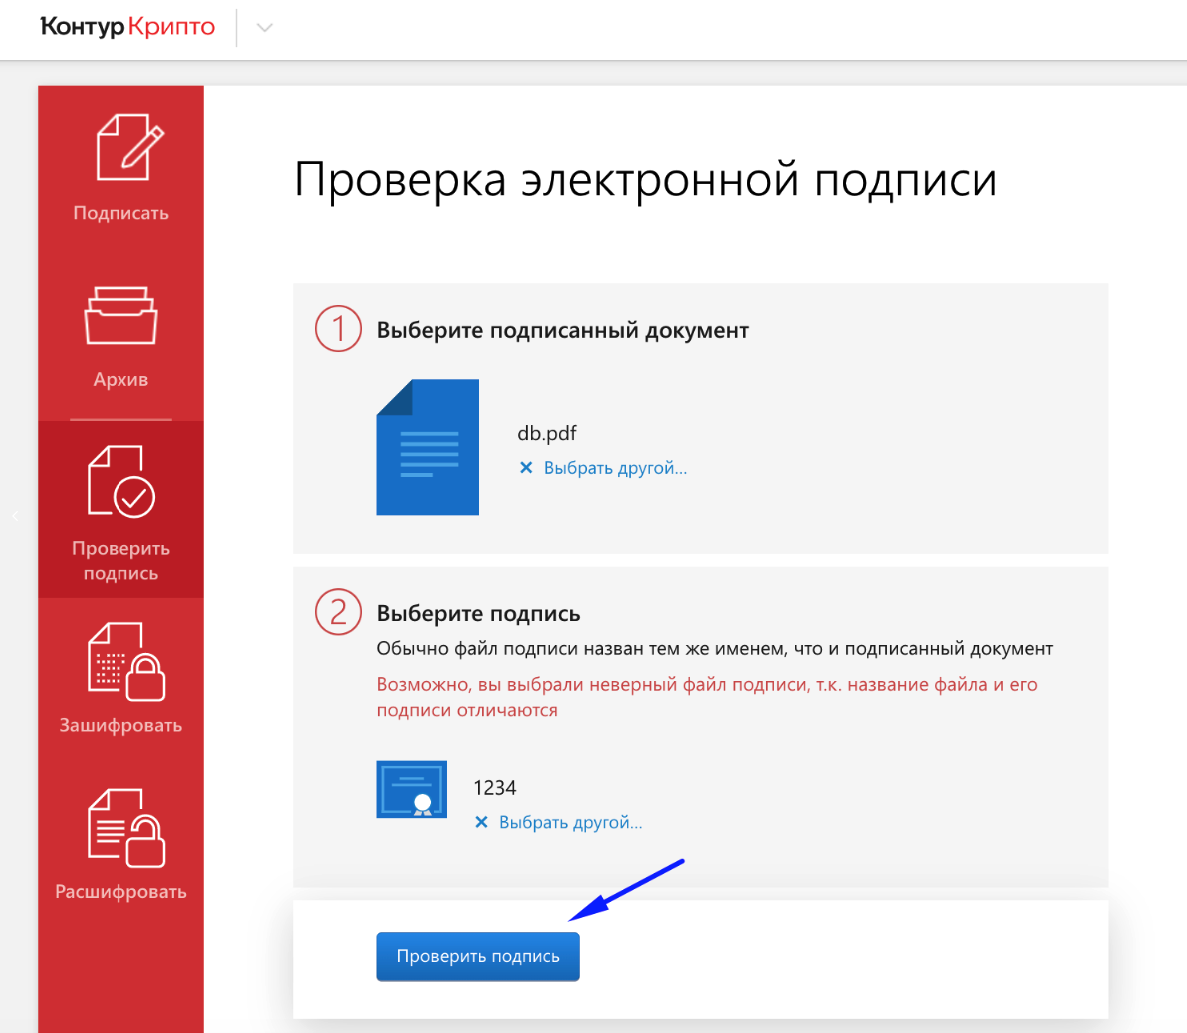 Контур Крипто
Подписать
Архив
Проверить
подпись
Зашифровать
Расшифровать
Проверка электронной подписи
1 Выберите подписанный документ
db.pdf
× Выбрать другой...
2 Выберите подпись
Обычно файл подписи назван тем же именем, что и подписанный документ
Возможно, вы выбрали неверный файл подписи, т.к. название файла и его
подписи отличаются
1234
× Выбрать другой...
Проверить подпись